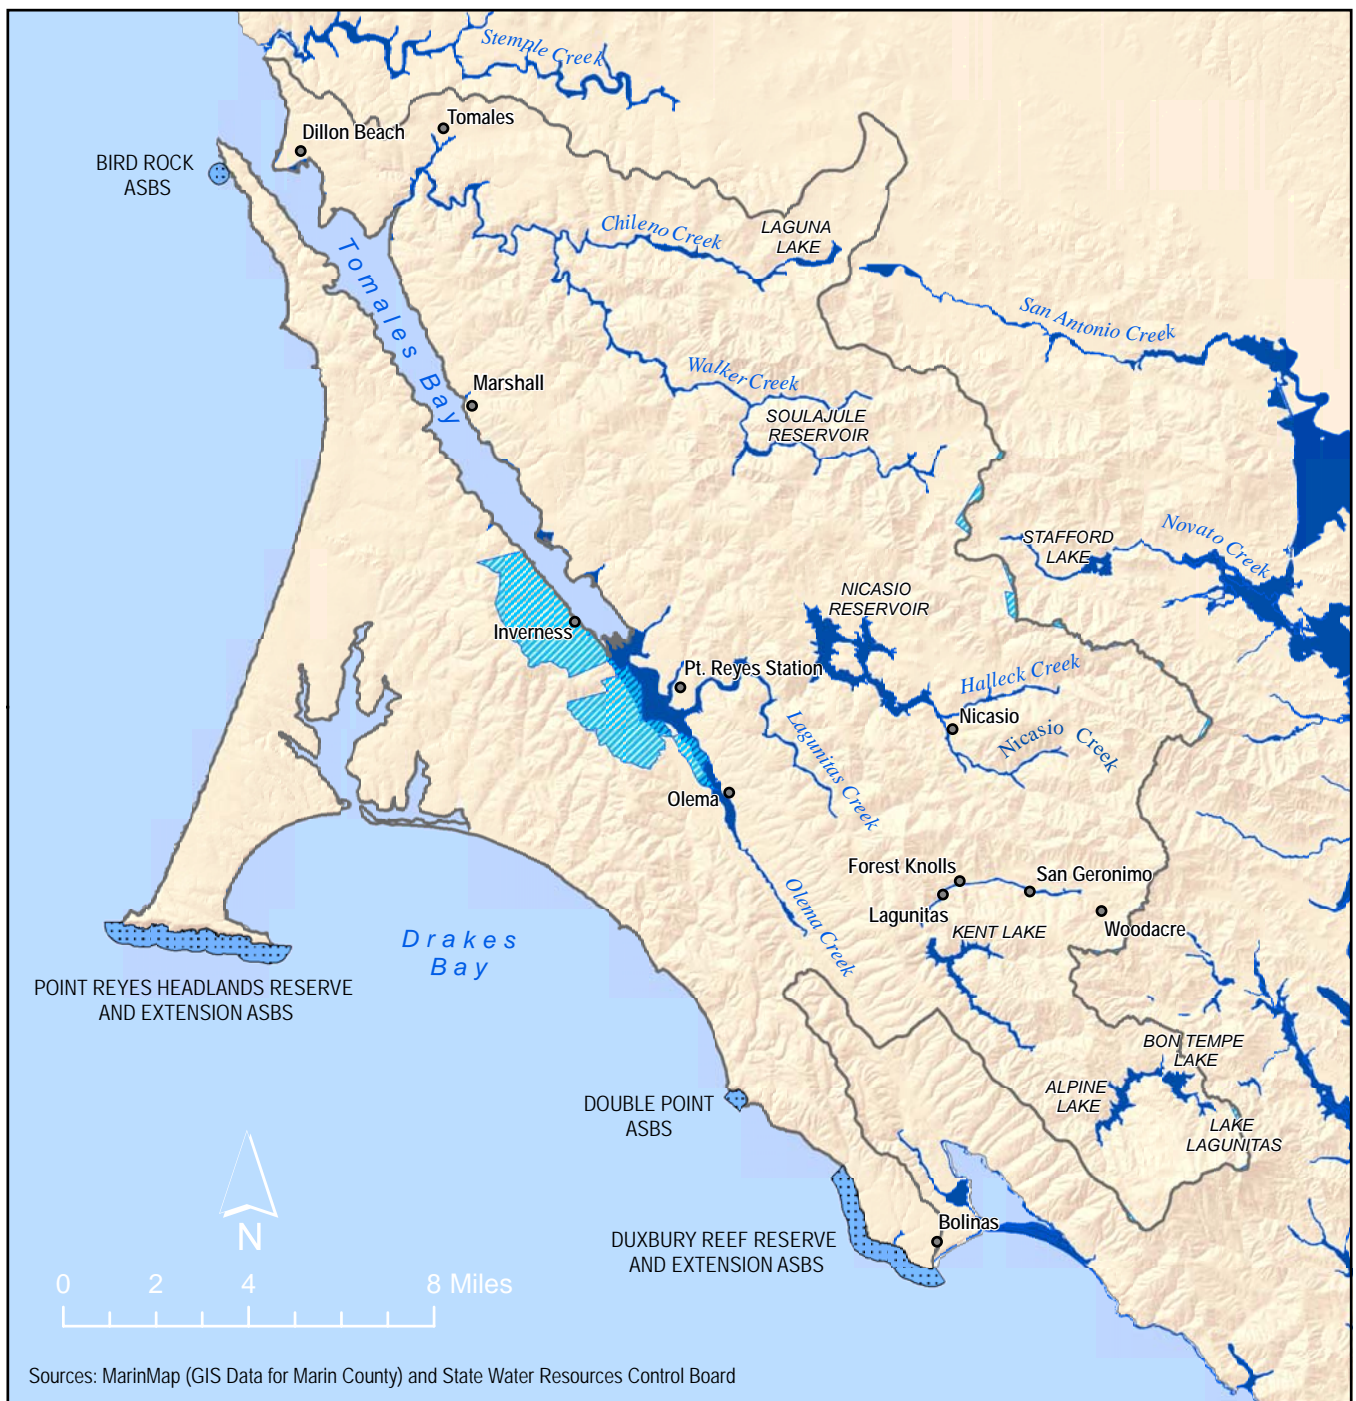 Stemple Creek
Tomales
Dillon Beach
BIRD ROCK
ASBS
Chileno Creek
LAGUNA
LAKE
Tomales Bay
San Antonio Creek
Walker Creek
Marshall
SOULAJULE
RESERVOIR
Novato Creek
STAFFORD
LAKE
NICASIO
RESERVOIR
Inverness
Pt. Reyes Station
Halleck Creek
Nicasio
Nicasio Creek
Lagunitas Creek
Olema
Forest Knolls
San Geronimo
Lagunitas
KENT LAKE
Woodacre
Olema Creek
Drakes
Bay
POINT REYES HEADLANDS RESERVE
AND EXTENSION ASBS
BON TEMPE
LAKE
ALPINE
LAKE
DOUBLE POINT
ASBS
LAKE
LAGUNITAS
Bolinas
DUXBURY REEF RESERVE
AND EXTENSION ASBS
N
0 2 4 8 Miles
Sources: MarinMap (GIS Data for Marin County) and State Water Resources Control Board